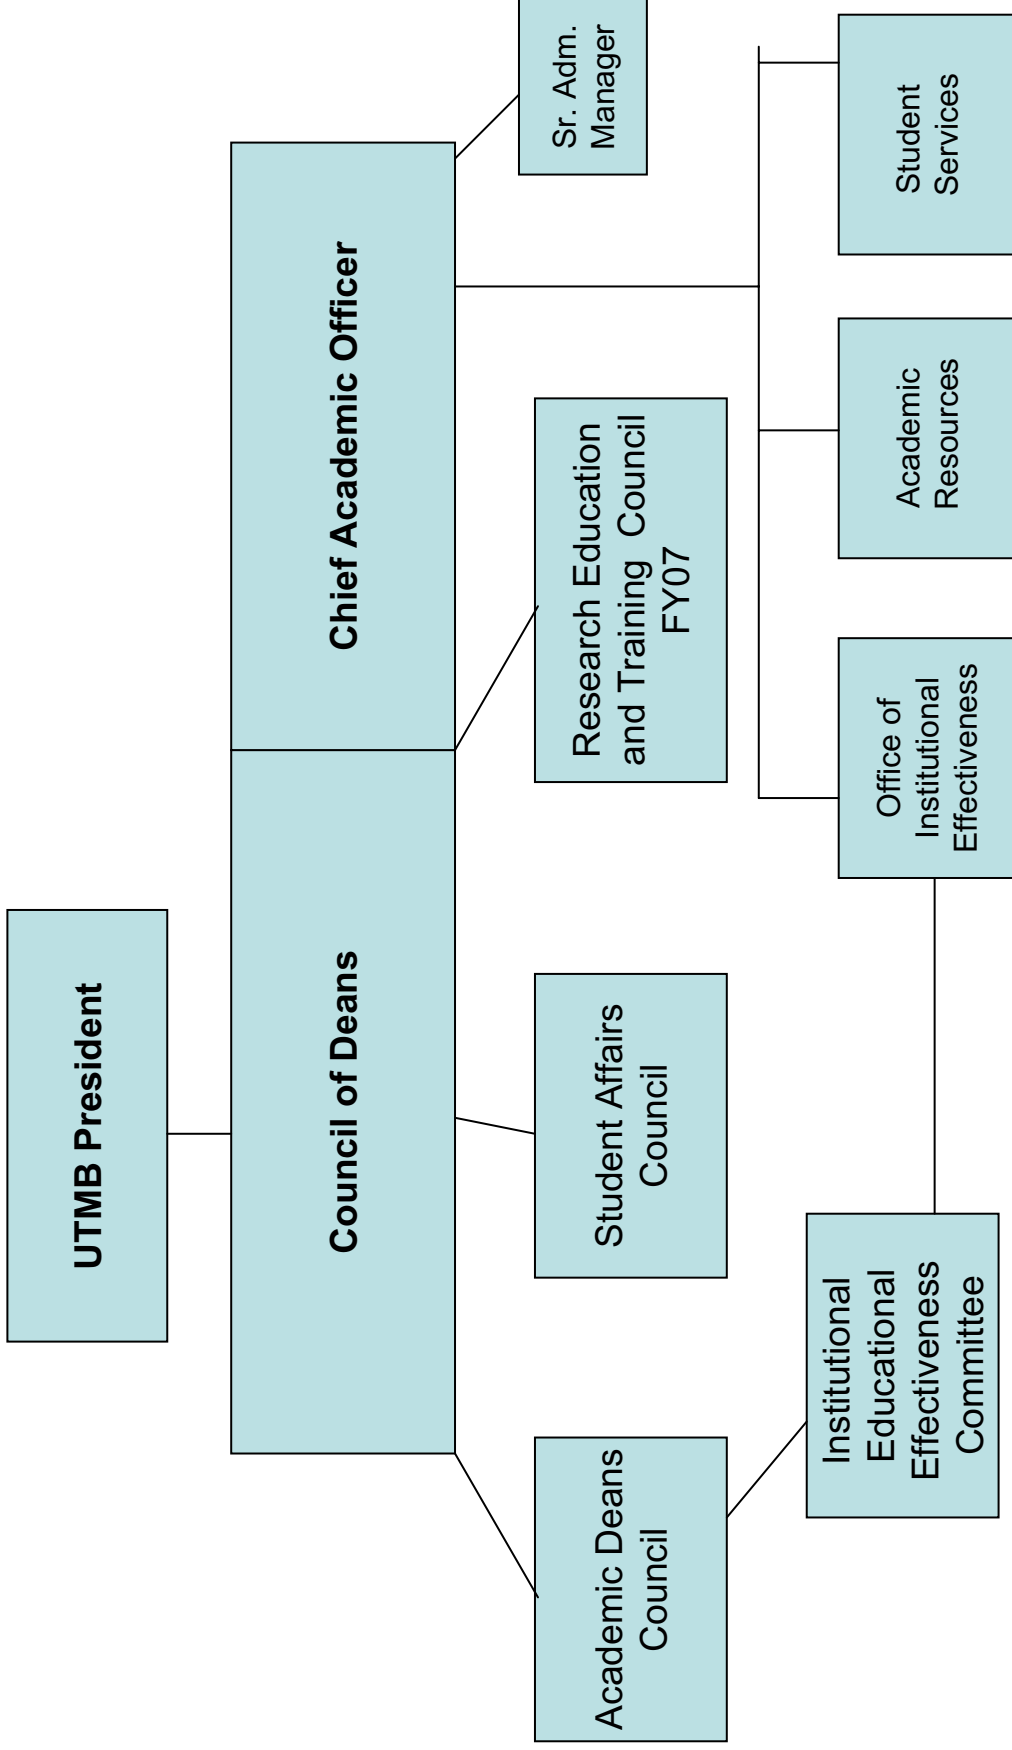 UTMB President
Council of Deans
Chief Academic Officer
Academic Deans
Council
Student Affairs
Council
Research Education
and Training Council
FY07
Sr. Adm.
Manager
Institutional
Educational
Effectiveness
Committee
Office of
Institutional
Effectiveness
Academic
Resources
Student
Services